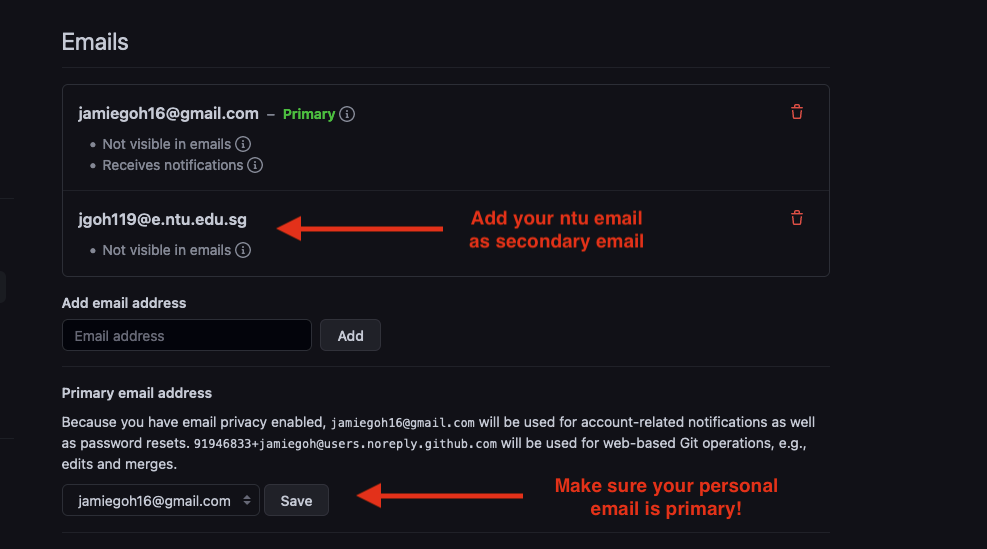 Emails
jamiegoh16@gmail.com – Primary
Not visible in emails
Receives notifications
jgoh119@e.ntu.edu.sg
Not visible in emails
Add your ntu email
as secondary email
Add email address
Email address
Add
Primary email address
Because you have email privacy enabled, jamiegoh16@gmail.com will be used for account-related notifications as well
as password resets. 91946833+jamiegoh@users.noreply.github.com will be used for web-based Git operations, e.g.,
edits and merges.
jamiegoh16@gmail.com
Save
Make sure your personal
email is primary!